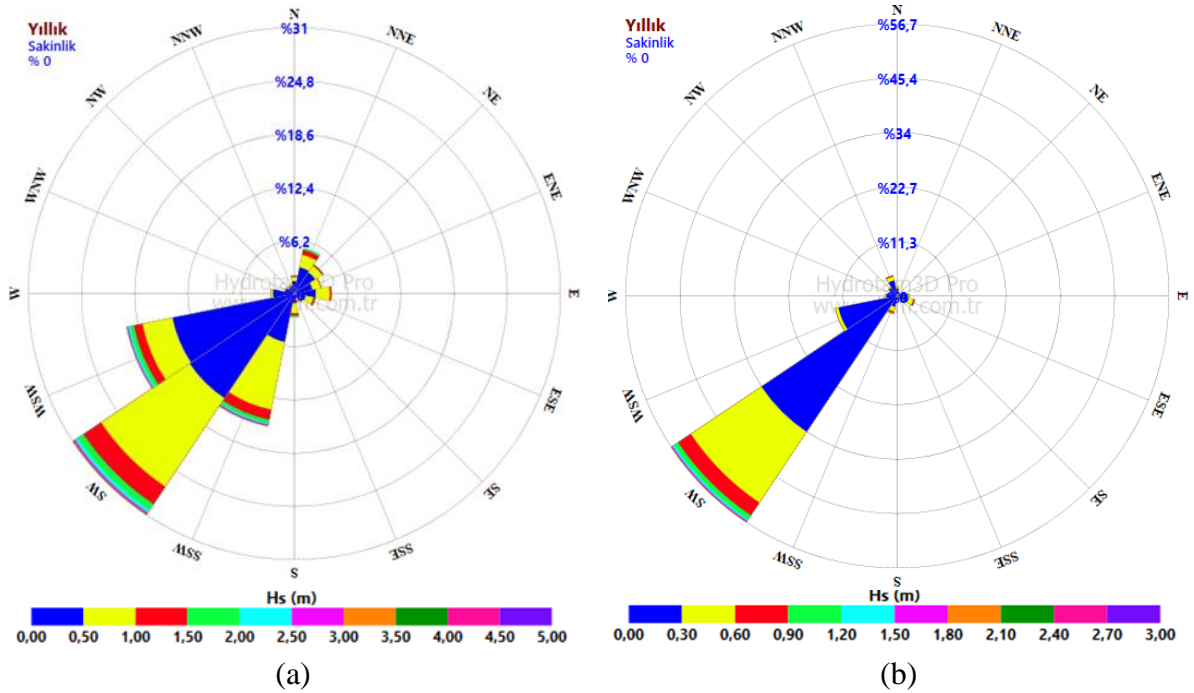 Yıllık
Sakinlik
% 0
N
NNE
NE
ENE
E
ESE
SE
SSE
S
SSW
SW
WSW
W
WNW
NW
NNW
%31
%24,8
%18,6
%12,4
%6,2
Hs (m)
0,00 0,50 1,00 1,50 2,00 2,50 3,00 3,50 4,00 4,50 5,00
(a)
Yıllık
Sakinlik
% 0
N
NNE
NE
ENE
E
ESE
SE
SSE
S
SSW
SW
WSW
W
WNW
NW
NNW
%56,7
%45,4
%34
%22,7
%11,3
Hs (m)
0,00 0,30 0,60 0,90 1,20 1,50 1,80 2,10 2,40 2,70 3,00
(b)